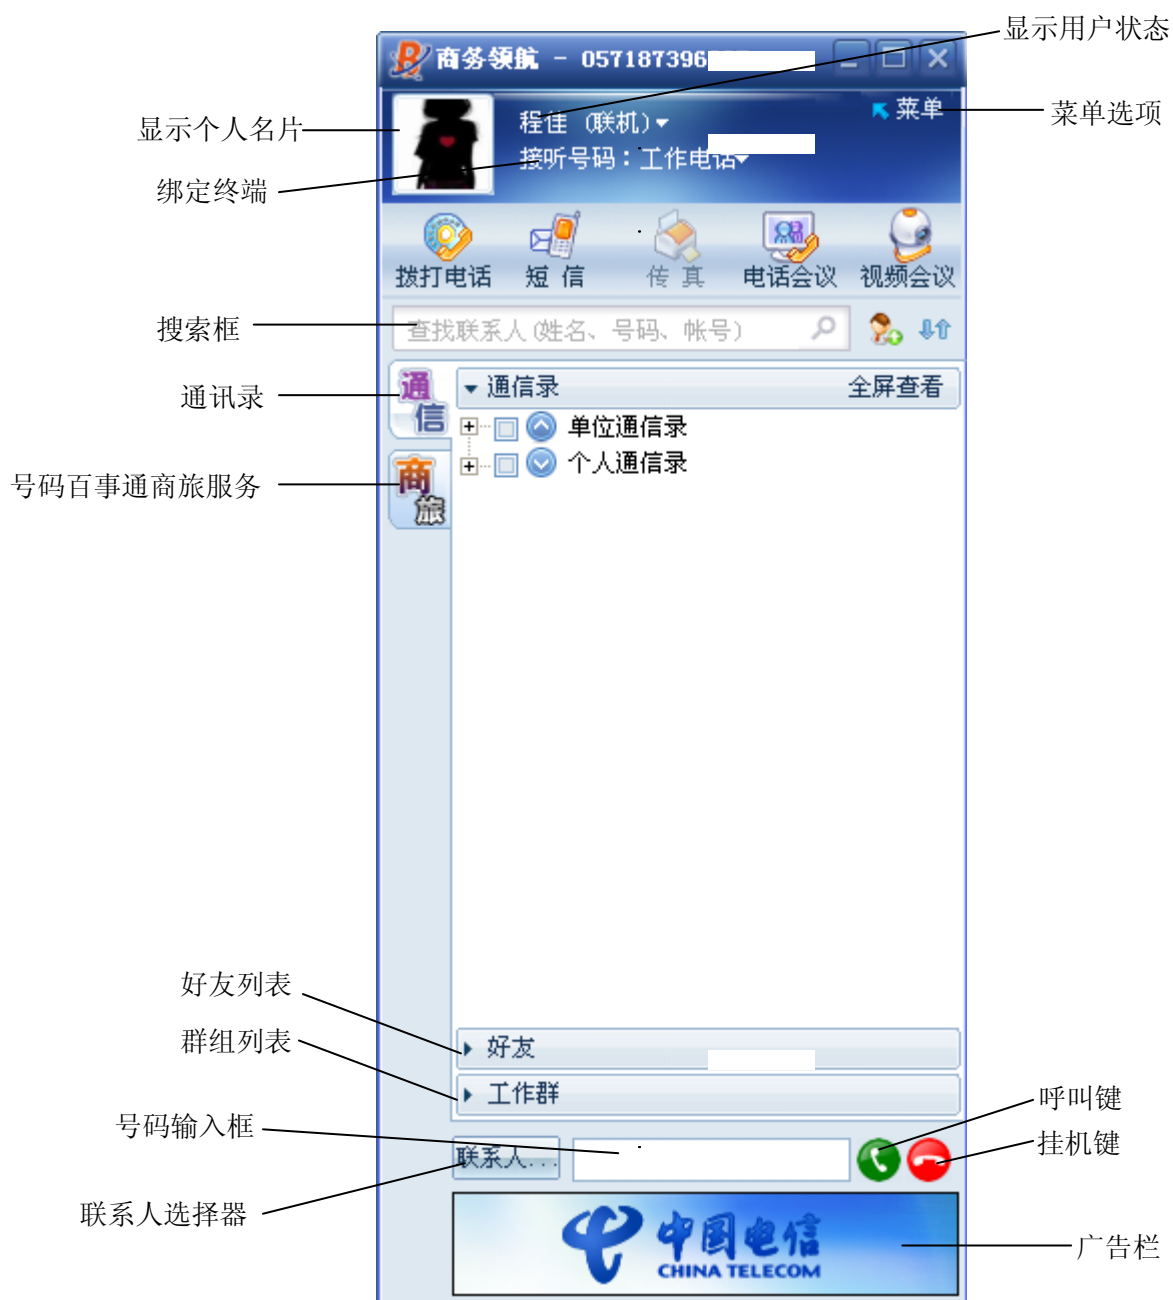 显示用户状态
商务领航 - 057187396
菜单
菜单选项
显示个人名片
程佳 (联机)
接听号码：工作电话
绑定终端
拨打电话 短 信 传 真 电话会议 视频会议
搜索框
查找联系人(姓名、号码、帐号)
通信
通信录 全屏查看
通讯录
单位通信录
个人通信录
商旅
号码百事通商旅服务
好友列表
好友
群组列表
工作群
呼叫键
号码输入框
挂机键
联系人...
联系人选择器
中国电信
CHINA TELECOM
广告栏